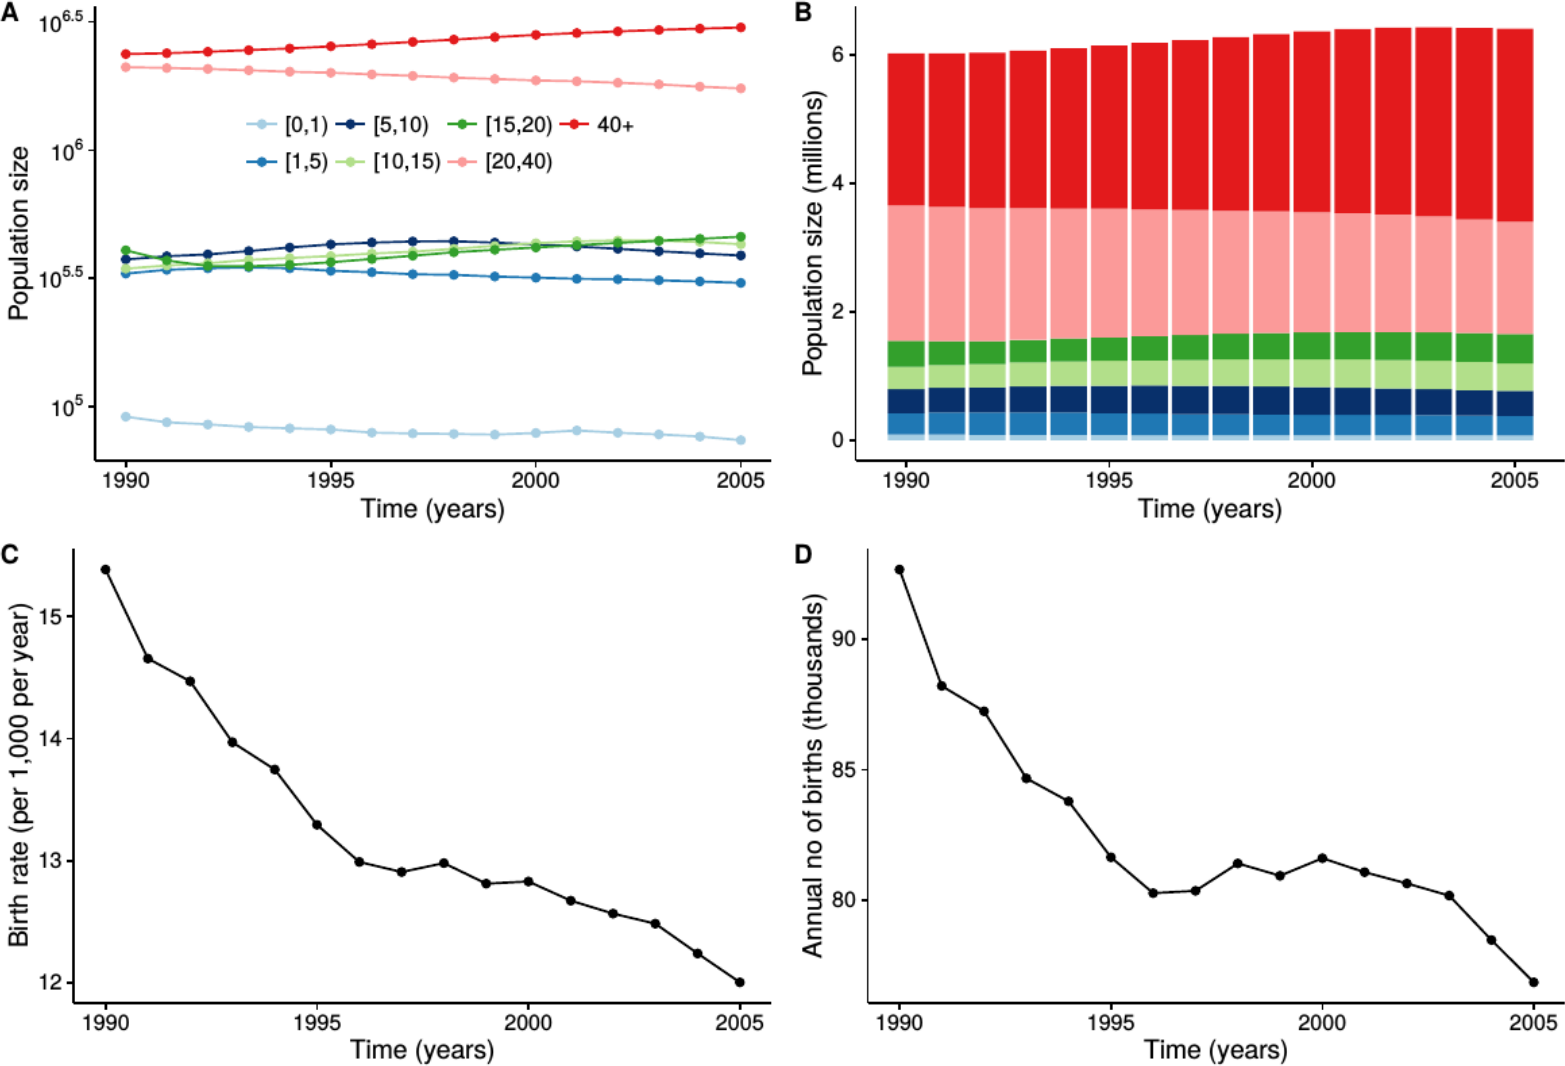 A
10^6.5
10^6
10^5.5
10^5
Population size
[0,1) [5,10) [15,20) 40+
[1,5) [10,15) [20,40)
1990 1995 2000 2005
Time (years)
B
6
4
2
0
Population size (millions)
1990 1995 2000 2005
Time (years)
C
15
14
13
12
Birth rate (per 1,000 per year)
1990 1995 2000 2005
Time (years)
D
90
85
80
Annual no of births (thousands)
1990 1995 2000 2005
Time (years)